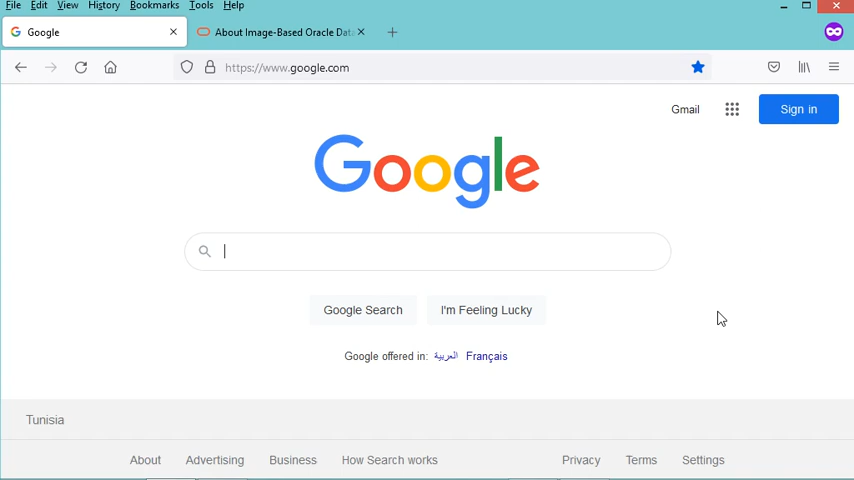 File Edit View History Bookmarks Tools Help
Google About Image-Based Oracle Data
https://www.google.com
Gmail Sign in
Google
Google Search I'm Feeling Lucky
Google offered in: العربية Français
Tunisia
About Advertising Business How Search works Privacy Terms Settings